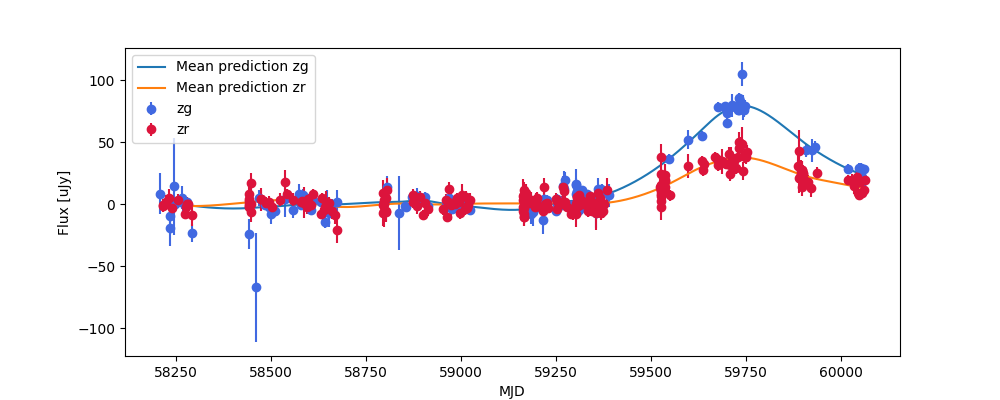 Mean prediction zg
Mean prediction zr
zg
zr
100
50
0
−50
−100
Flux [uJy]
58250
58500
58750
59000
59250
59500
59750
60000
MJD